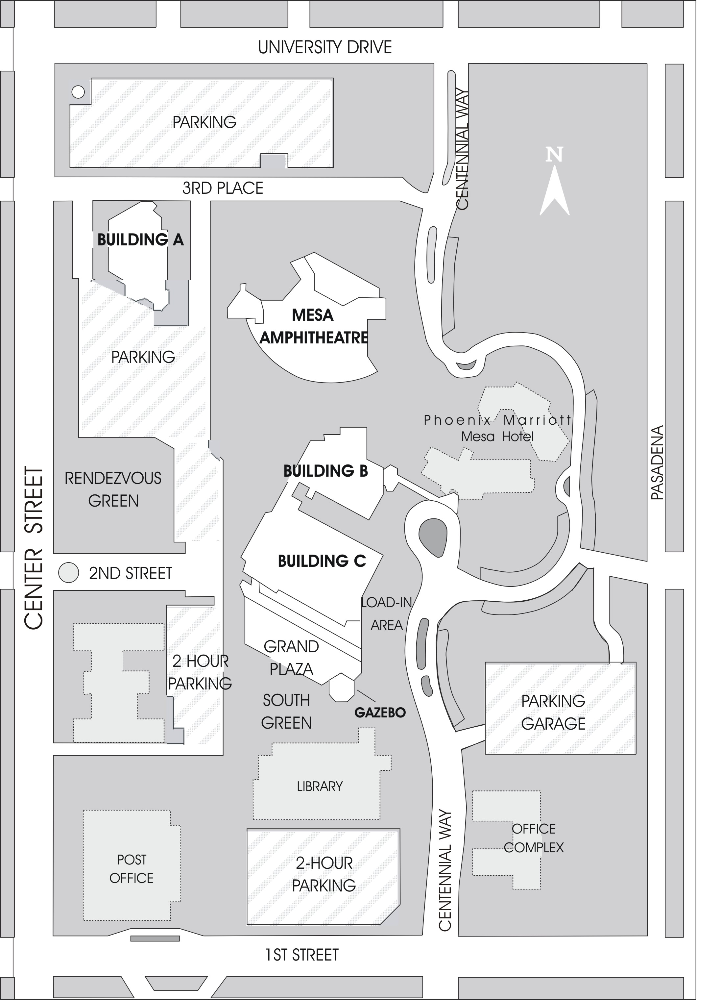 UNIVERSITY DRIVE
CENTENNIAL WAY
PARKING
N
3RD PLACE
BUILDING A
MESA
AMPHITHEATRE
PARKING
Phoenix Marriott
Mesa Hotel
PASADENA
BUILDING B
RENDEZVOUS
GREEN
CENTER STREET
BUILDING C
2ND STREET
LOAD-IN
AREA
GRAND
PLAZA
2 HOUR
PARKING
SOUTH
GREEN
GAZEBO
PARKING
GARAGE
LIBRARY
CENTENNIAL WAY
OFFICE
COMPLEX
POST
OFFICE
2-HOUR
PARKING
1ST STREET